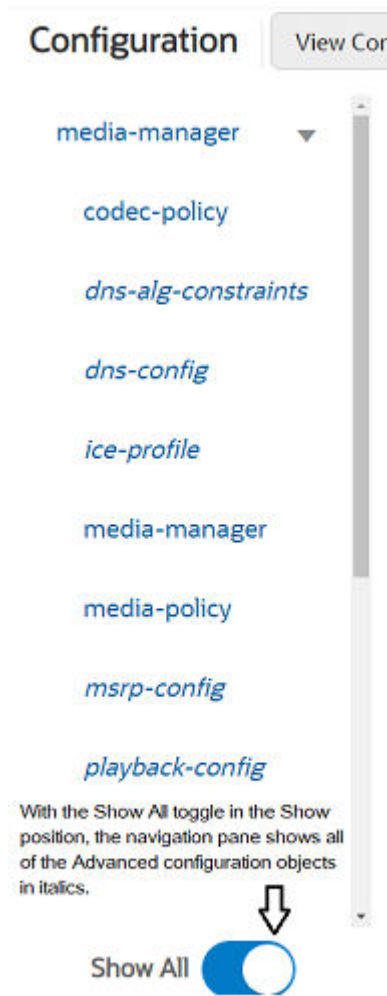 Configuration
View Cor
media-manager
codec-policy
dns-alg-constraints
dns-config
ice-profile
media-manager
media-policy
msrp-config
playback-config
With the Show All toggle in the Show
position, the navigation pane shows all
of the Advanced configuration objects
in italics.
Show All